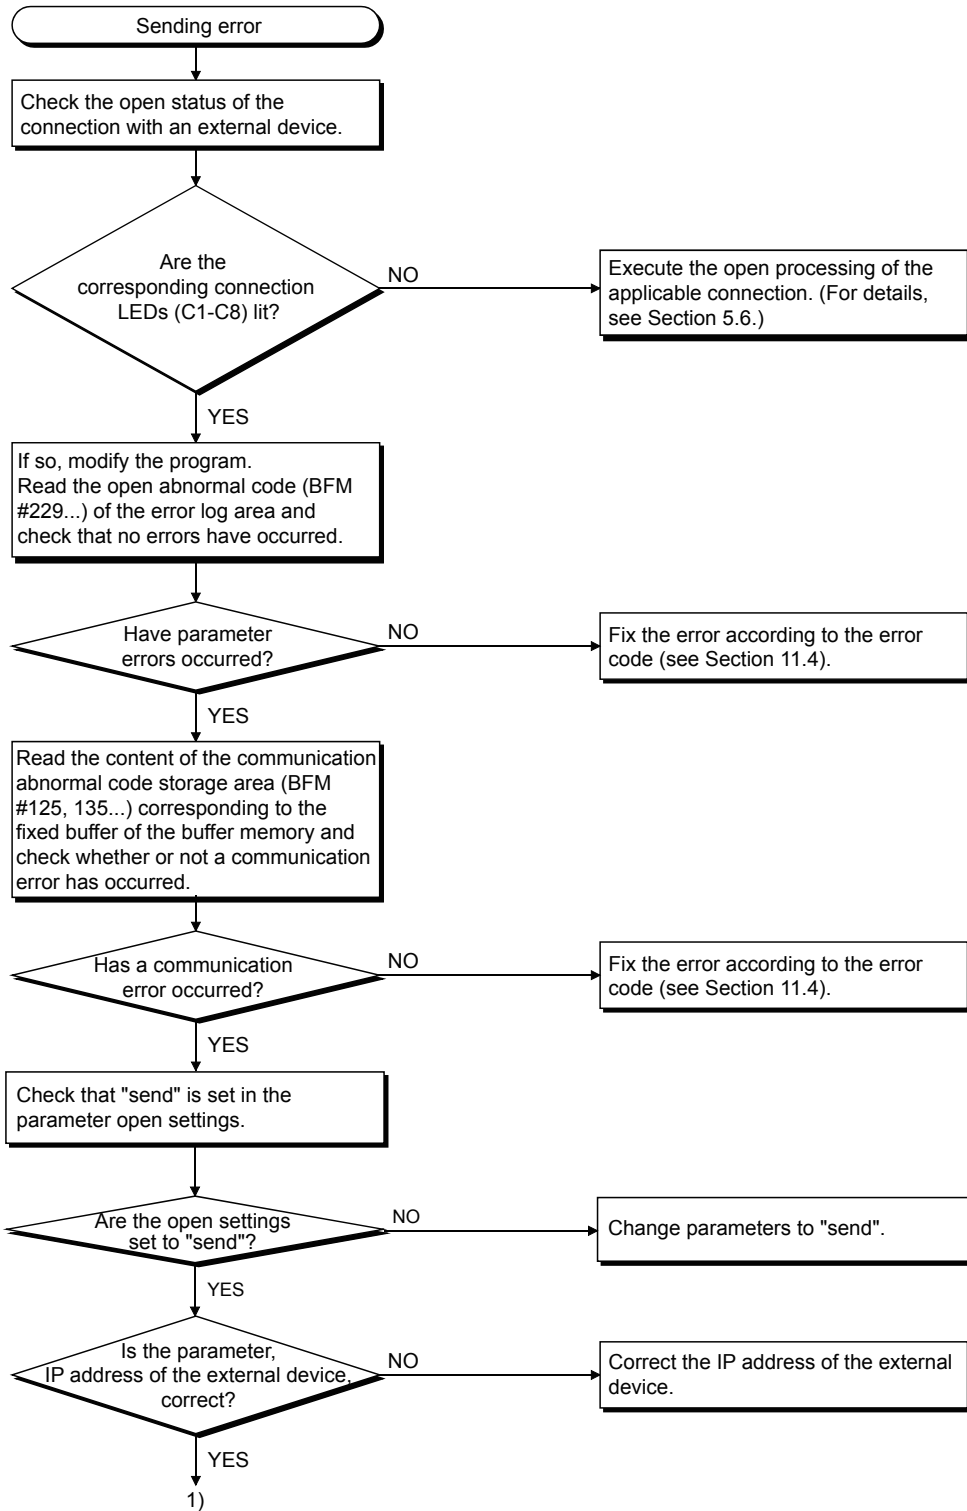 Sending error
Check the open status of the
connection with an external device.
Are the
corresponding connection
LEDs (C1-C8) lit?
NO
Execute the open processing of the
applicable connection. (For details,
see Section 5.6.)
YES
If so, modify the program.
Read the open abnormal code (BFM
#229...) of the error log area and
check that no errors have occurred.
Have parameter
errors occurred?
NO
Fix the error according to the error
code (see Section 11.4).
YES
Read the content of the communication
abnormal code storage area (BFM
#125, 135...) corresponding to the
fixed buffer of the buffer memory and
check whether or not a communication
error has occurred.
Has a communication
error occurred?
NO
Fix the error according to the error
code (see Section 11.4).
YES
Check that "send" is set in the
parameter open settings.
Are the open settings
set to "send"?
NO
Change parameters to "send".
YES
Is the parameter,
IP address of the external device,
correct?
NO
Correct the IP address of the external
device.
YES
1)